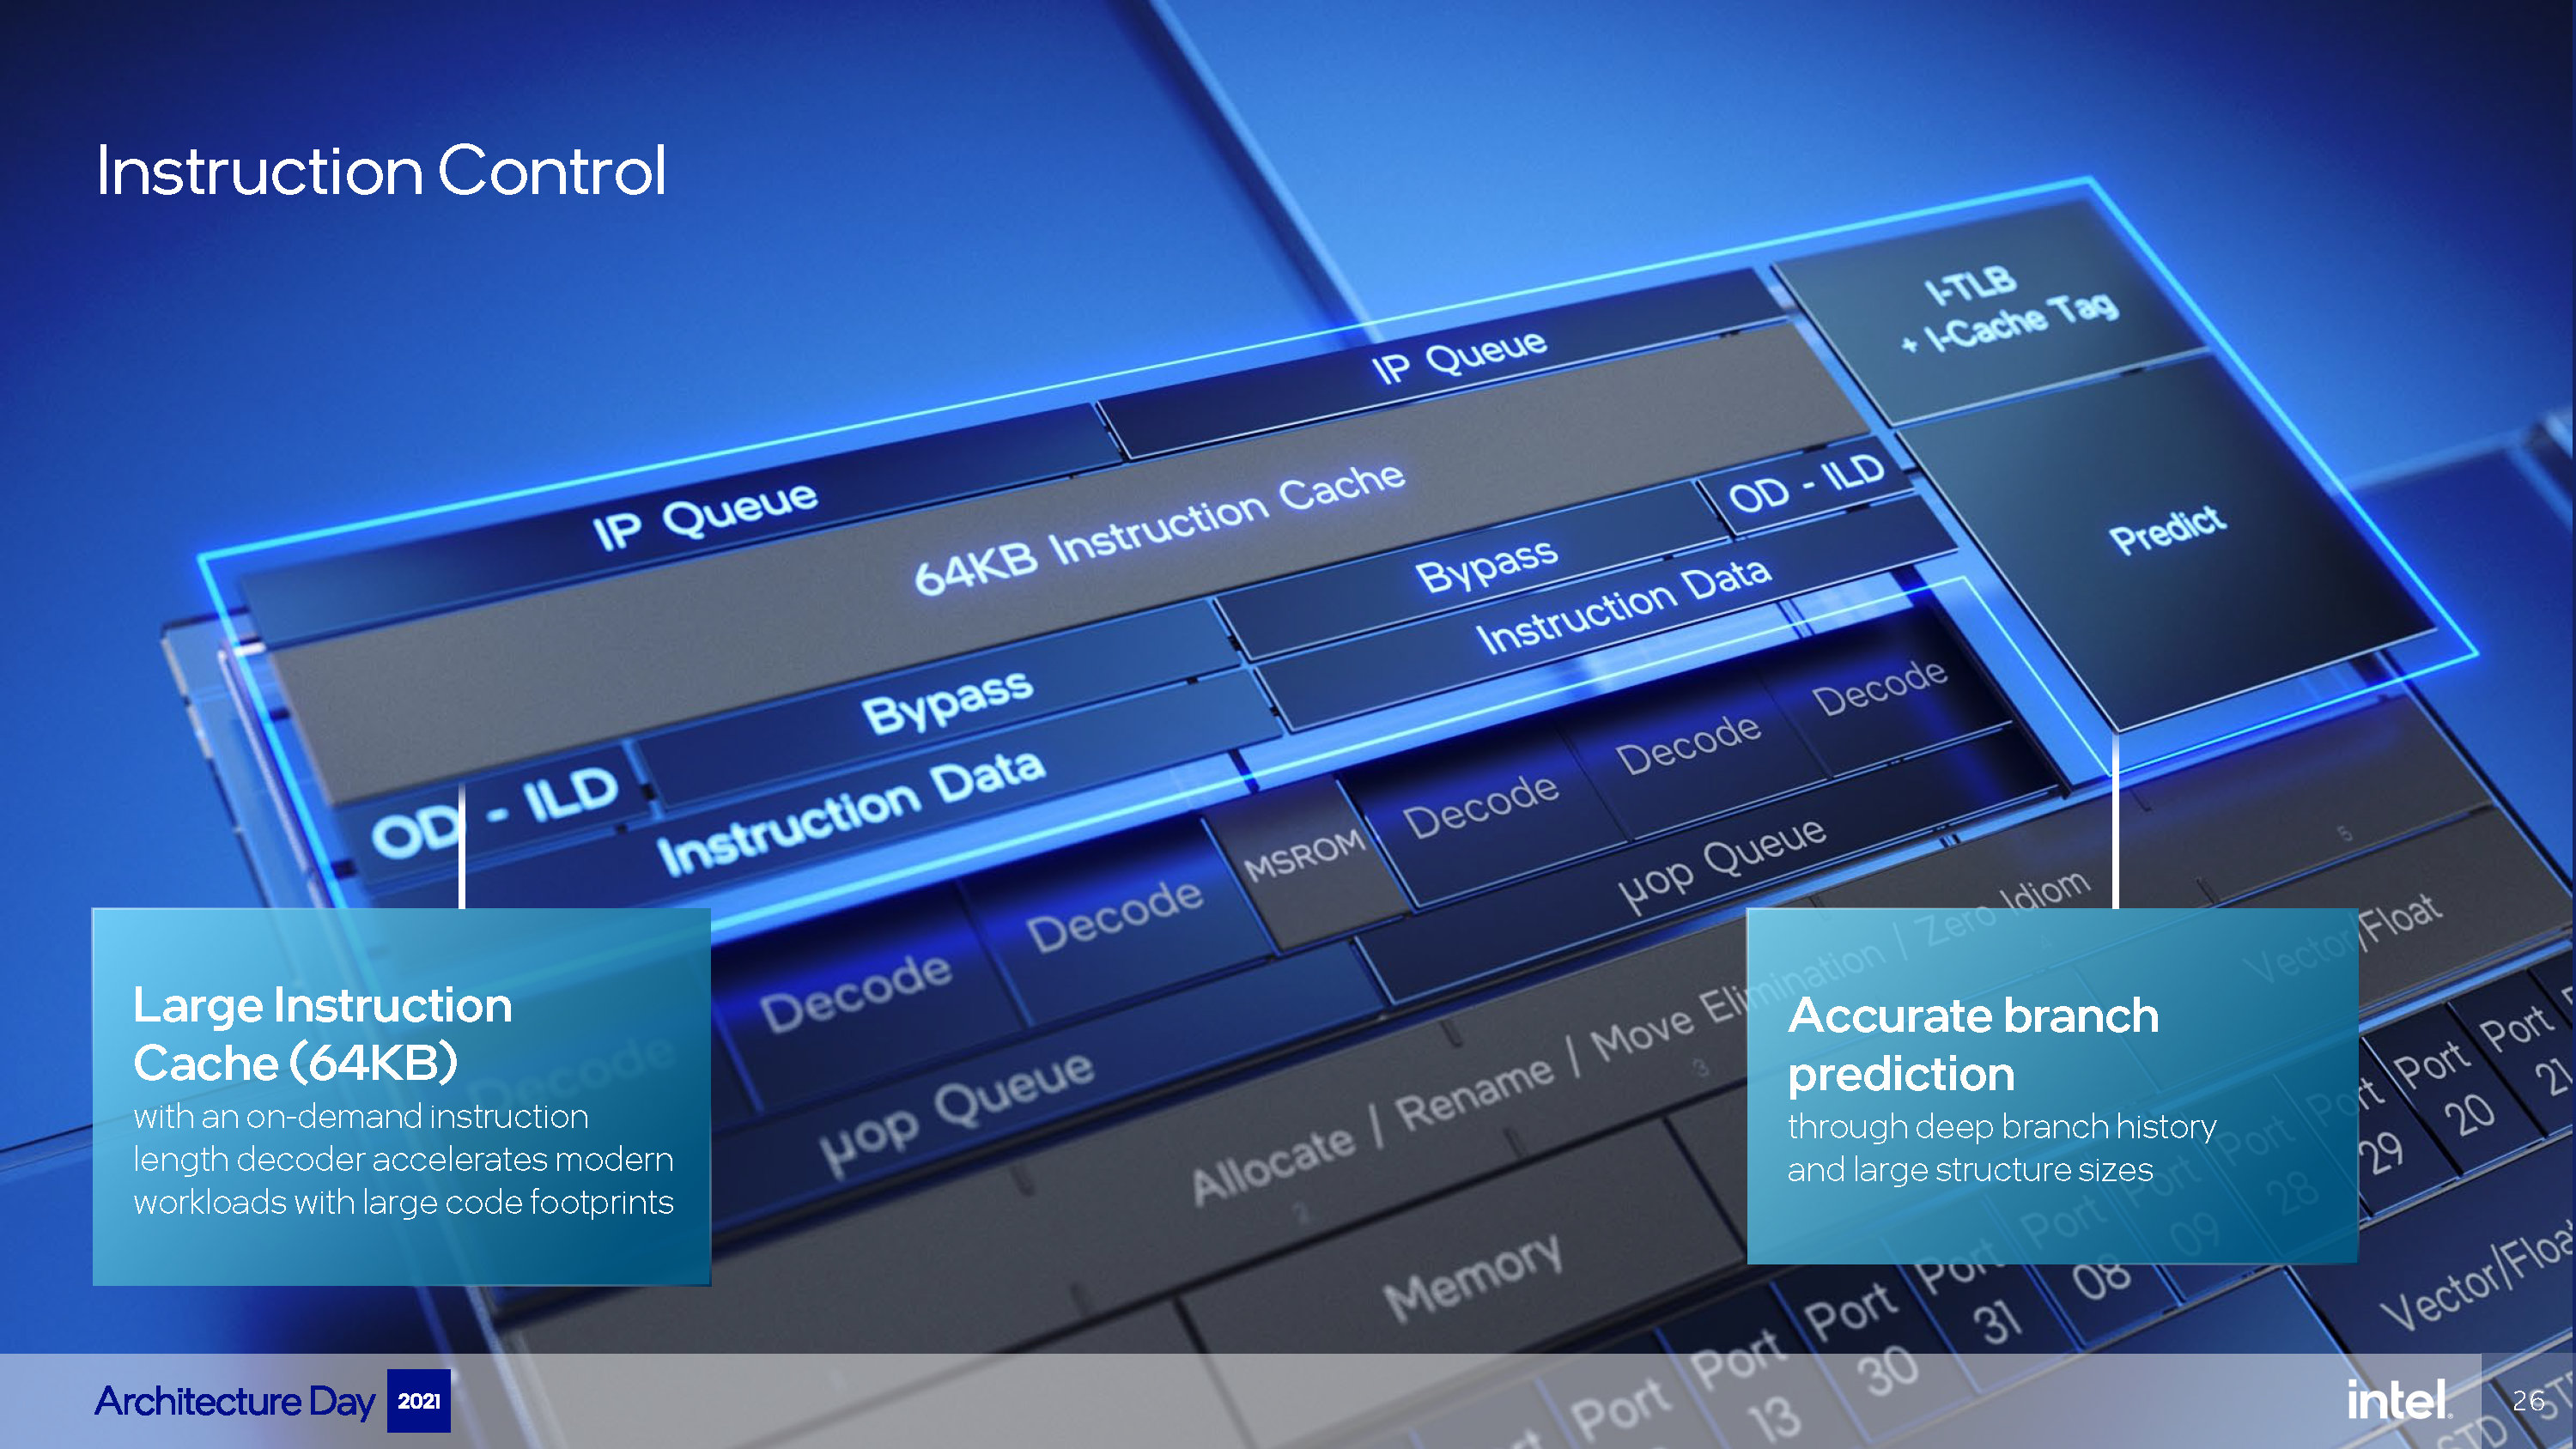 Instruction Control
I-TLB
+ I-Cache Tag
IP Queue
IP Queue
64KB Instruction Cache
OD - ILD
Predict
Bypass
Instruction Data
Bypass
OD - ILD
Instruction Data
Decode
Decode
Decode
MSROM
Decode
Decode
Decode
µop Queue
µop Queue
Allocate / Rename / Move Elimination / Zero Idiom
2
3
5
Memory
Vector/Float
Port
21
Port
20
Port
29
Port
28
Port
09
Port
08
Port
31
Port
30
Port
13
Port
Large Instruction
Cache (64KB)
with an on-demand instruction
length decoder accelerates modern
workloads with large code footprints
Accurate branch
prediction
through deep branch history
and large structure sizes
Architecture Day 2021
intel.
26